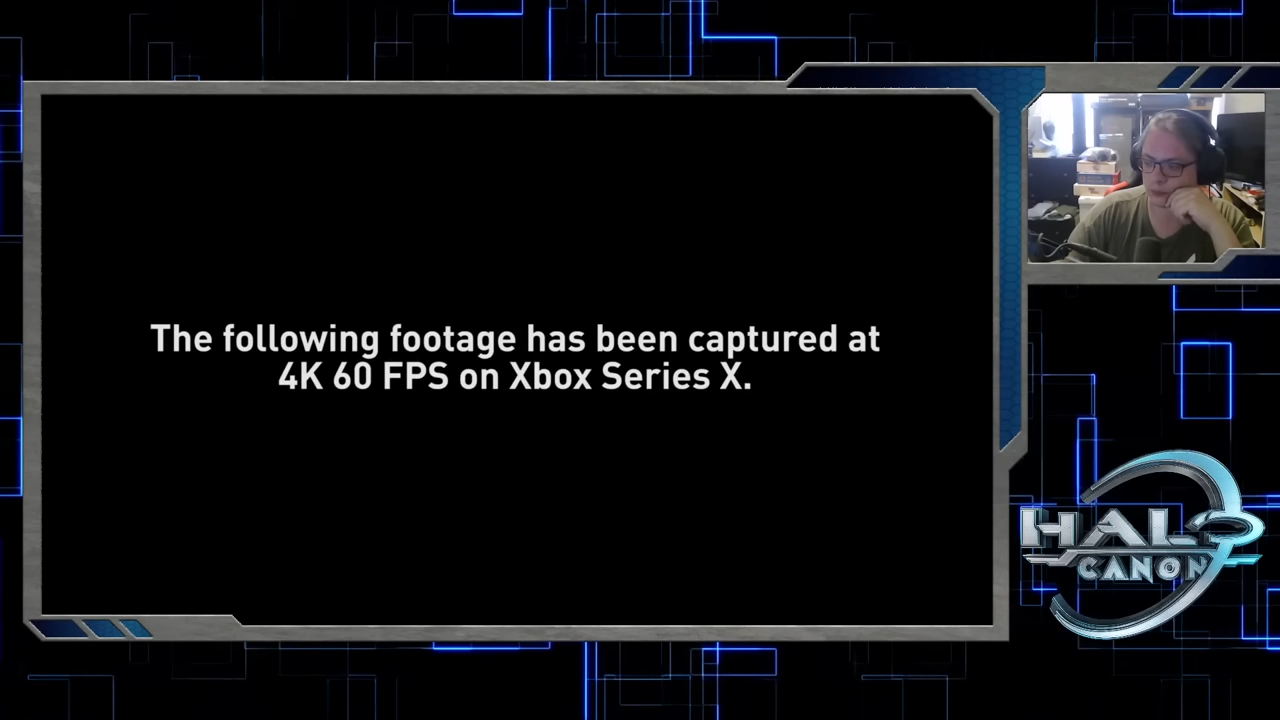 The following footage has been captured at
4K 60 FPS on Xbox Series X.
HALO
CANON